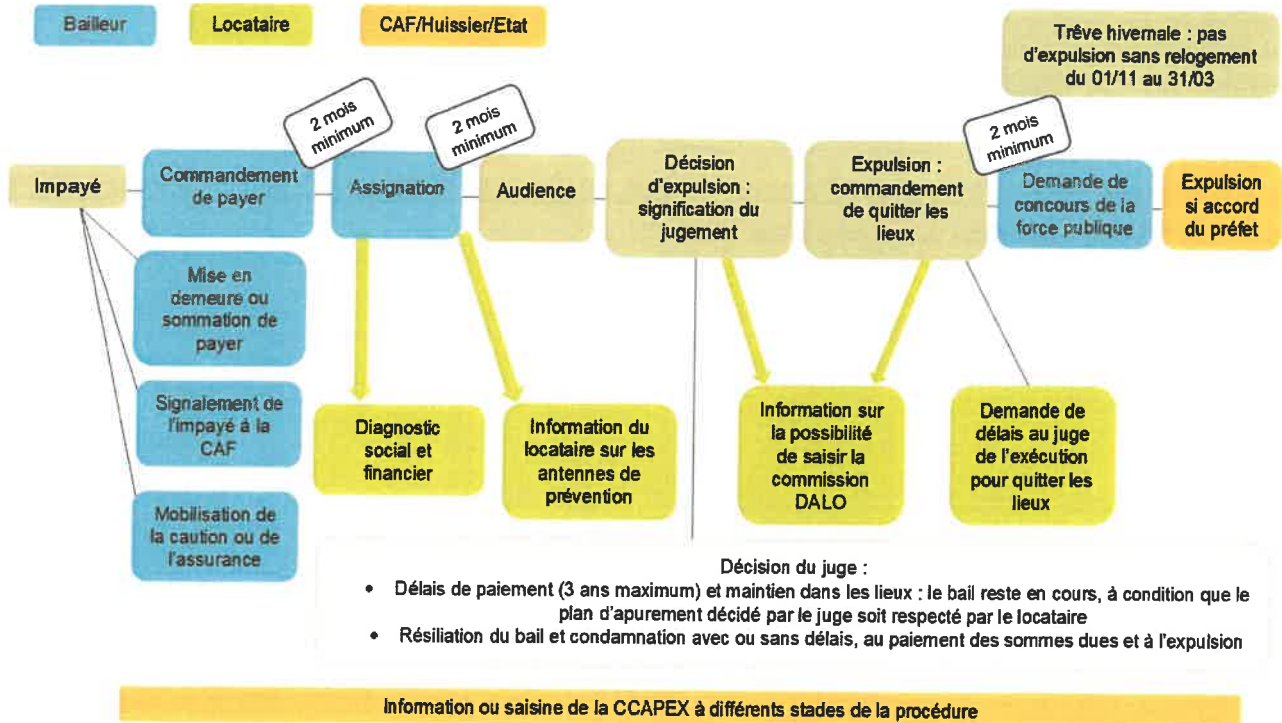 Bailleur
Locataire
CAF/Huissier/Etat
Trêve hivernale : pas
d'expulsion sans relogement
du 01/11 au 31/03
2 mois
minimum
2 mois
minimum
2 mois
minimum
Impayé
Commandement
de payer
Assignation
Audience
Décision
d'expulsion :
signification du
jugement
Expulsion :
commandement
de quitter les
lieux
Demande de
concours de la
force publique
Expulsion
si accord
du préfet
Mise en
demeure ou
sommation de
payer
Signalement de
l'impayé à la
CAF
Mobilisation de
la caution ou de
l'assurance
Diagnostic
social et
financier
Information du
locataire sur les
antennes de
prévention
Information sur
la possibilité
de saisir la
commission
DALO
Demande de
délais au juge
de l'exécution
pour quitter les
lieux
Décision du juge :
• Délais de paiement (3 ans maximum) et maintien dans les lieux : le bail reste en cours, à condition que le
plan d'apurement décidé par le juge soit respecté par le locataire
• Résiliation du bail et condamnation avec ou sans délais, au paiement des sommes dues et à l'expulsion
Information ou saisine de la CCAPEX à différents stades de la procédure